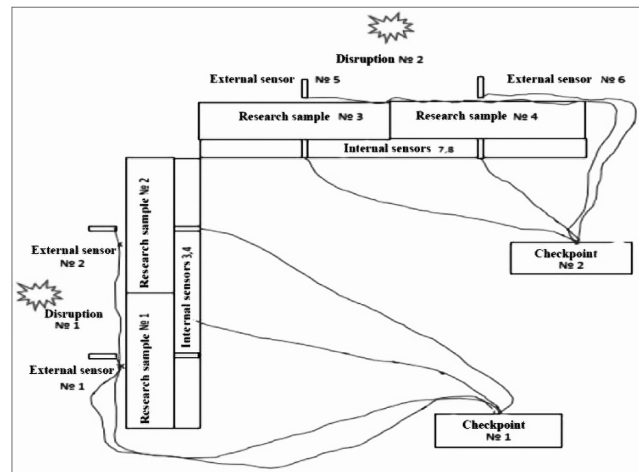 Disruption № 2
External sensor № 5
External sensor № 6
Research sample № 3
Research sample № 4
Internal sensors 7,8
Research sample № 2
Research sample № 1
Internal sensors 3,4
External sensor
№ 2
Disruption
№ 1
External sensor
№ 1
Checkpoint
№ 2
Checkpoint
№ 1